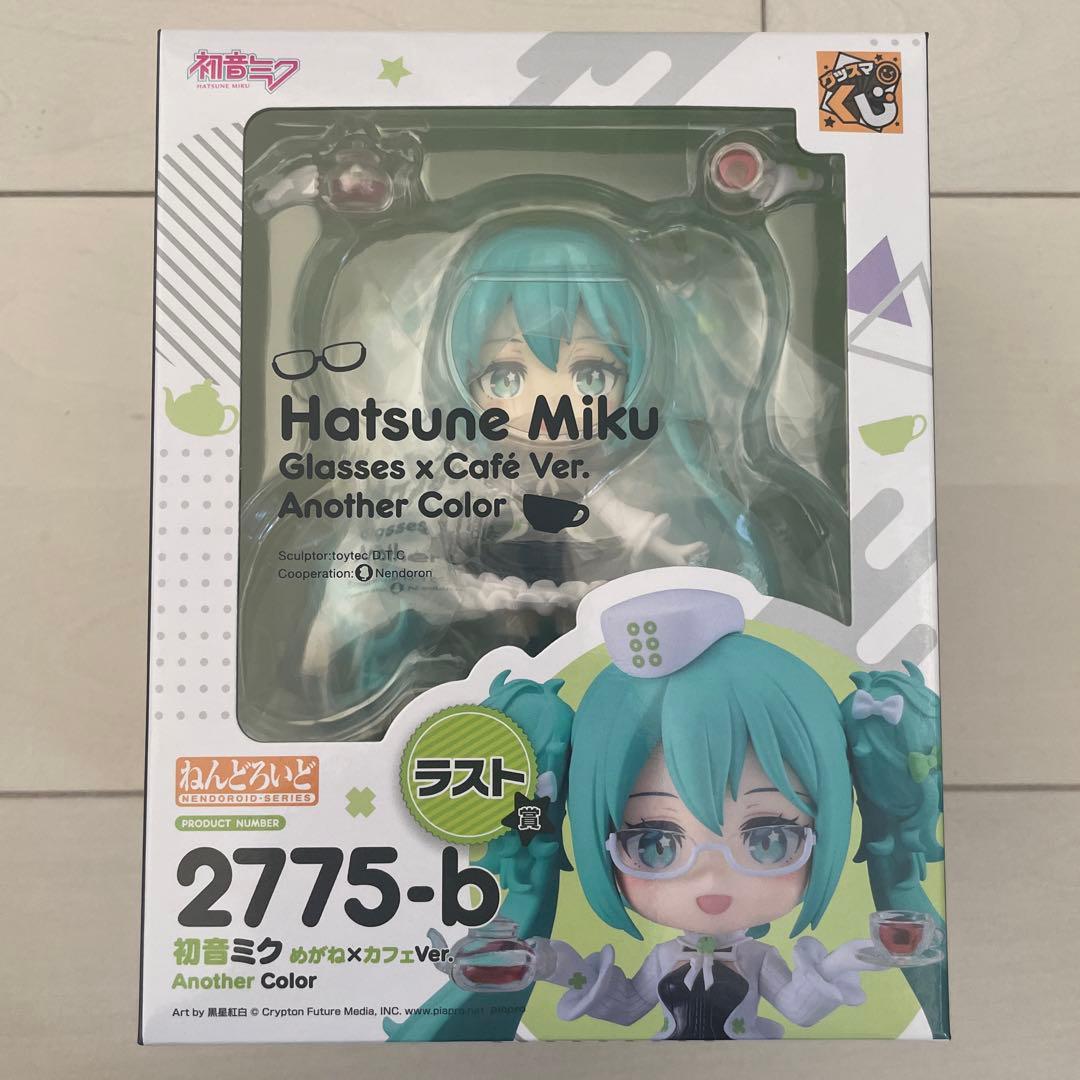 初音ミク
HATSUNE MIKU
グッスマ
くじ
Hatsune Miku
Glasses x Café Ver.
Another Color
Sculptor:toytec D.T.C
Cooperation: Nendoron
ねんどろいど
NENDOROID·SERIES
PRODUCT NUMBER
ラスト
賞
2775-b
初音ミク めがね×カフェVer.
Another Color
Art by 黒星紅白 © Crypton Future Media, INC. www.piapro.net piapro